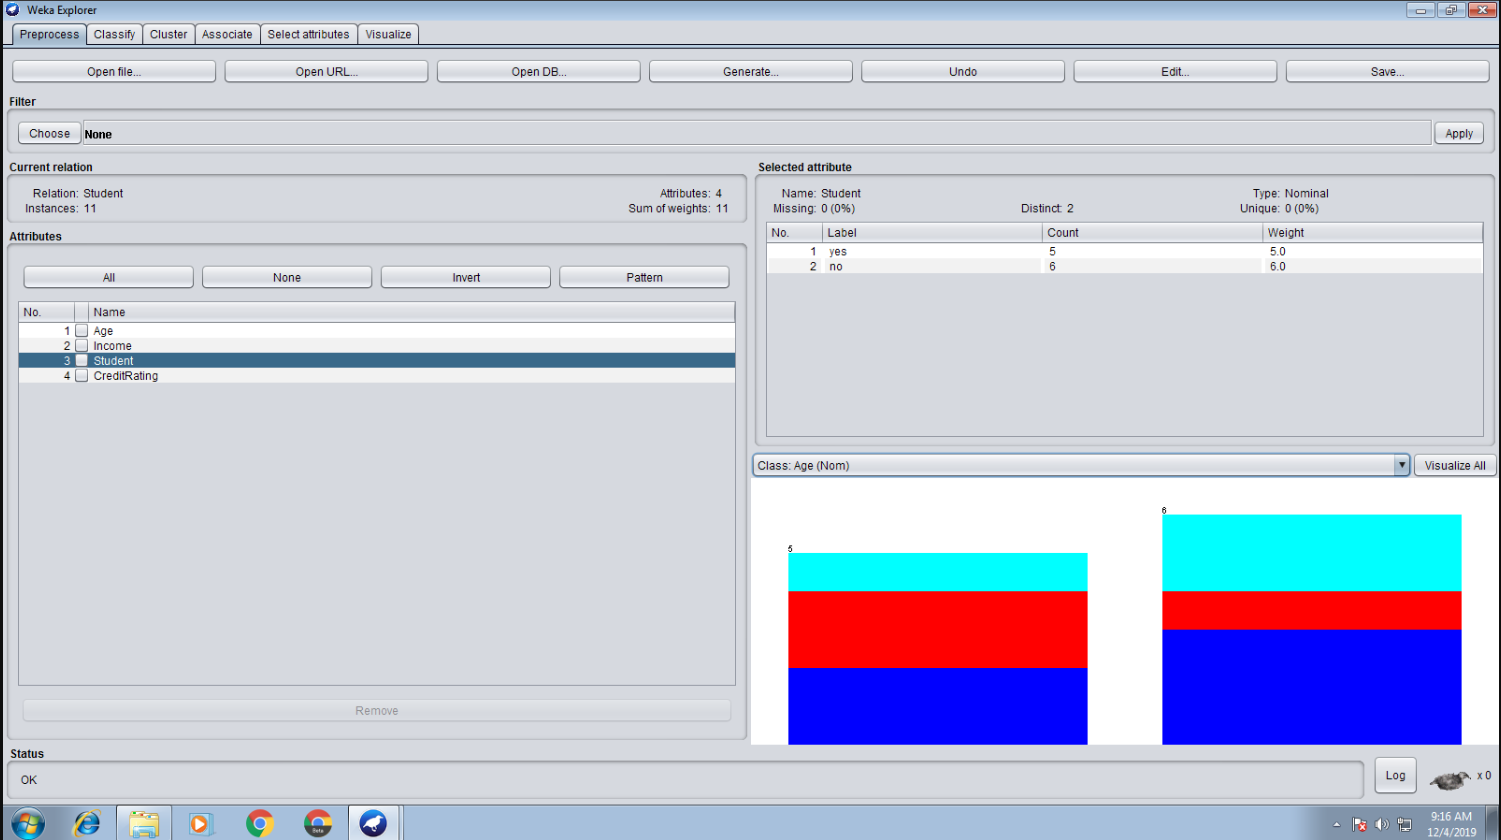 Weka Explorer
Preprocess Classify Cluster Associate Select attributes Visualize
Open file... Open URL... Open DB... Generate... Undo Edit... Save...
Filter
Choose None Apply
Current relation
Relation: Student Attributes: 4
Instances: 11 Sum of weights: 11
Attributes
All None Invert Pattern
No. Name
1 Age
2 Income
3 Student
4 CreditRating
Remove
Selected attribute
Name: Student Type: Nominal
Missing: 0 (0%) Distinct: 2 Unique: 0 (0%)
No. Label Count Weight
1 yes 5 5.0
2 no 6 6.0
Class: Age (Nom) Visualize All
6
5
Status
OK
Log x 0
Beta
9:16 AM
12/4/2019